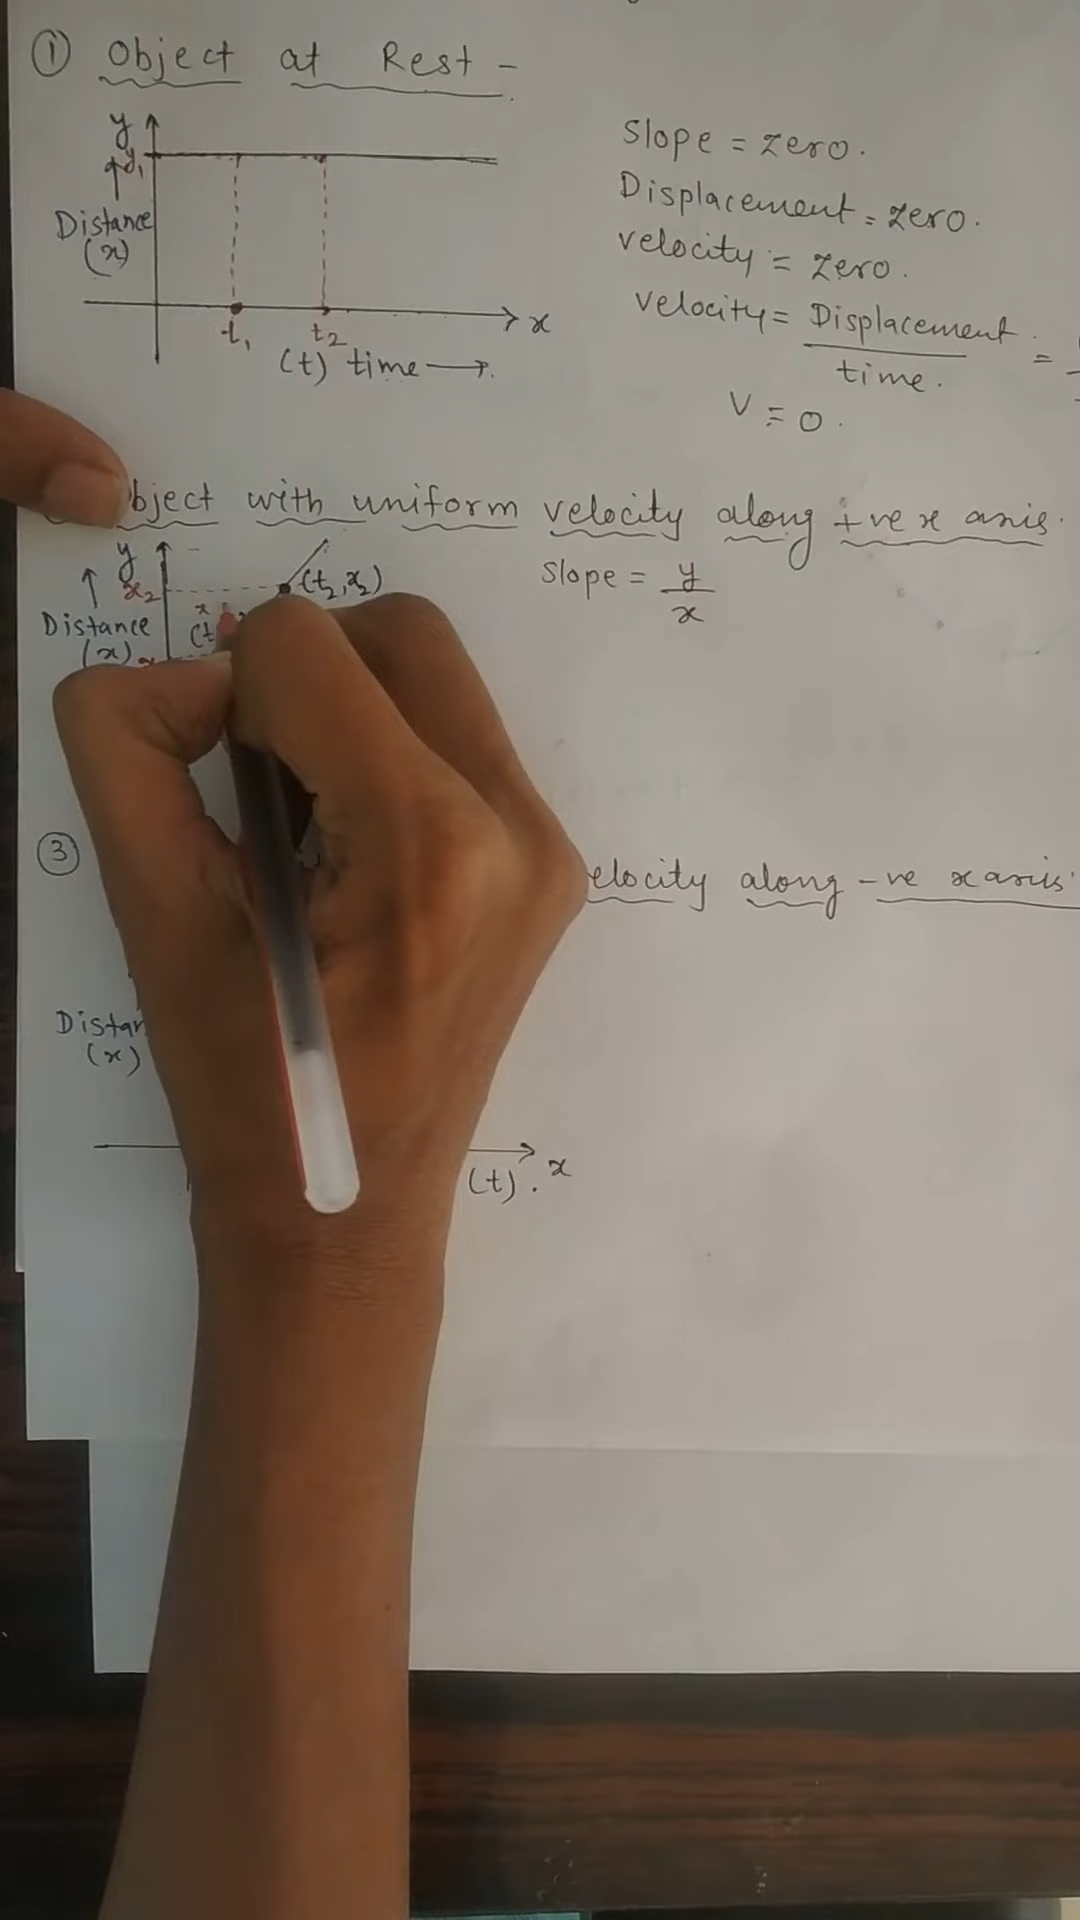 ① Object at Rest -
y
y₁
Distance
(x)
t₁ t₂
x
(t) time →
Slope = Zero.
Displacement = Zero.
velocity = Zero.
velocity = Displacement / time. =
V = 0.
bject with uniform velocity along +ve x axis.
y
x₂
(t₂, x₂)
Distance
(x)
(t
Slope = y / x
③ elocity along -ve x axis.
Distan
(x)
(t). x